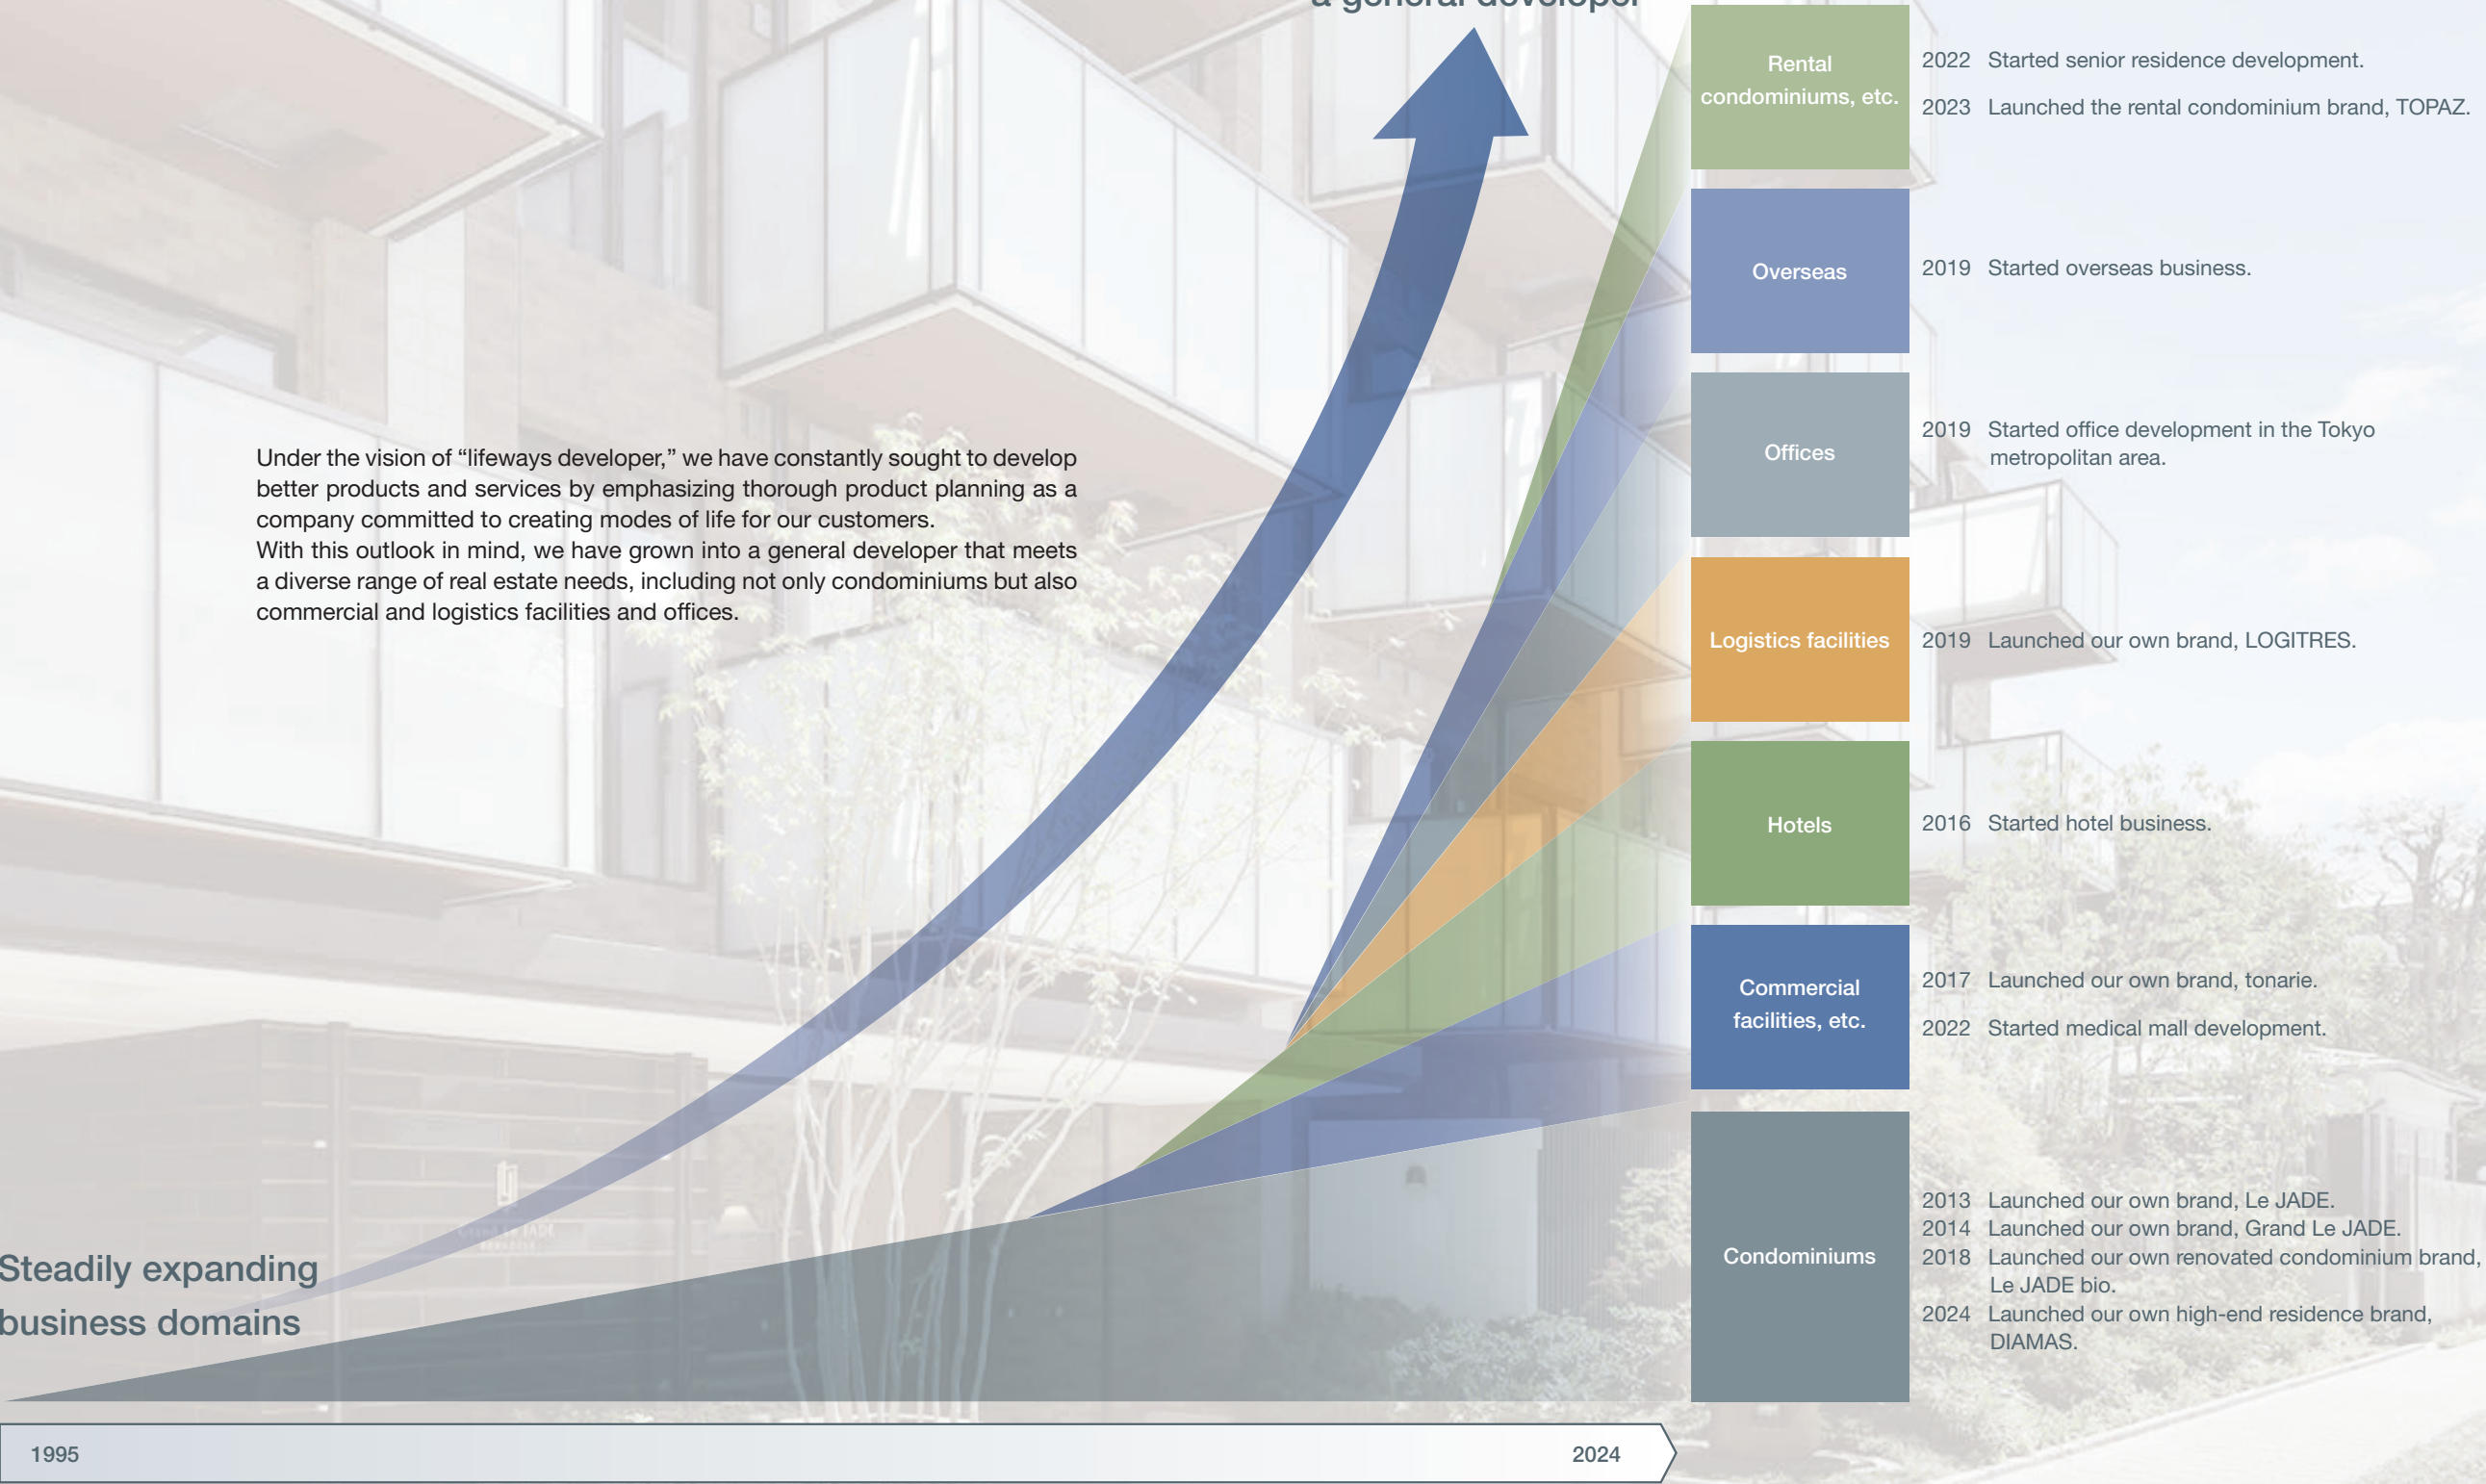 a general developer
Rental
condominiums, etc.
2022 Started senior residence development.
2023 Launched the rental condominium brand, TOPAZ.
Overseas
2019 Started overseas business.
Offices
2019 Started office development in the Tokyo
metropolitan area.
Under the vision of “lifeways developer,” we have constantly sought to develop
better products and services by emphasizing thorough product planning as a
company committed to creating modes of life for our customers.
With this outlook in mind, we have grown into a general developer that meets
a diverse range of real estate needs, including not only condominiums but also
commercial and logistics facilities and offices.
Logistics facilities
2019 Launched our own brand, LOGITRES.
Hotels
2016 Started hotel business.
Commercial
facilities, etc.
2017 Launched our own brand, tonarie.
2022 Started medical mall development.
Condominiums
2013 Launched our own brand, Le JADE.
2014 Launched our own brand, Grand Le JADE.
2018 Launched our own renovated condominium brand,
Le JADE bio.
2024 Launched our own high-end residence brand,
DIAMAS.
Steadily expanding
business domains
1995
2024